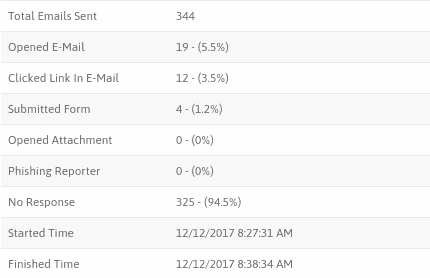 Total Emails Sent 344
Opened E-Mail 19 - (5.5%)
Clicked Link In E-Mail 12 - (3.5%)
Submitted Form 4 - (1.2%)
Opened Attachment 0 - (0%)
Phishing Reporter 0 - (0%)
No Response 325 - (94.5%)
Started Time 12/12/2017 8:27:31 AM
Finished Time 12/12/2017 8:38:34 AM